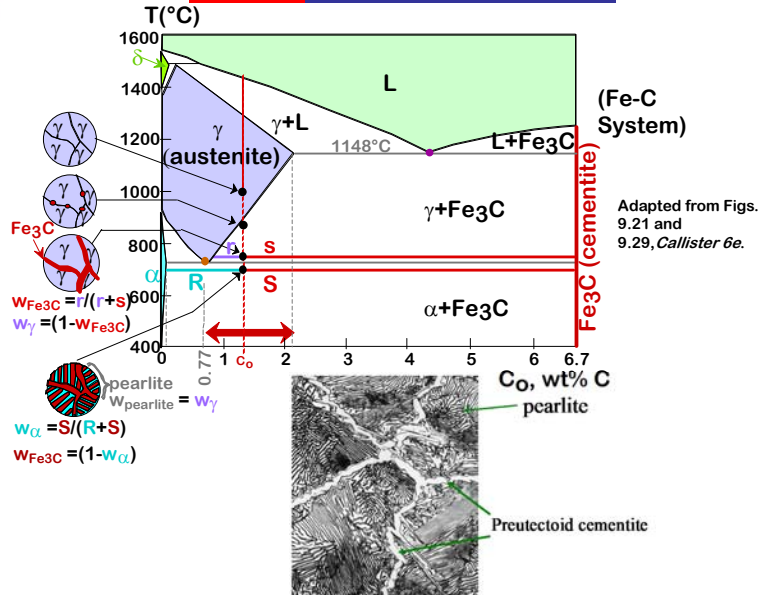 T(°C)
1600
δ
1400
L
γ+L
(Fe-C
System)
γ γ
γ γ
1200
γ
(austenite)
1148°C
L+Fe3C
1000
γ γ
γ γ
γ+Fe3C
Adapted from Figs.
9.21 and
9.29, Callister 6e.
Fe3C
800
γ γ
γ γ
r s
α
R S
600
α+Fe3C
Fe3C (cementite)
wFe3C =r/(r+s)
wγ =(1-wFe3C)
400
0 0.77 1 Co 2 3 4 5 6 6.7
Co, wt% C
pearlite
wpearlite = wγ
pearlite
wα =S/(R+S)
wFe3C =(1-wα)
Preutectoid cementite